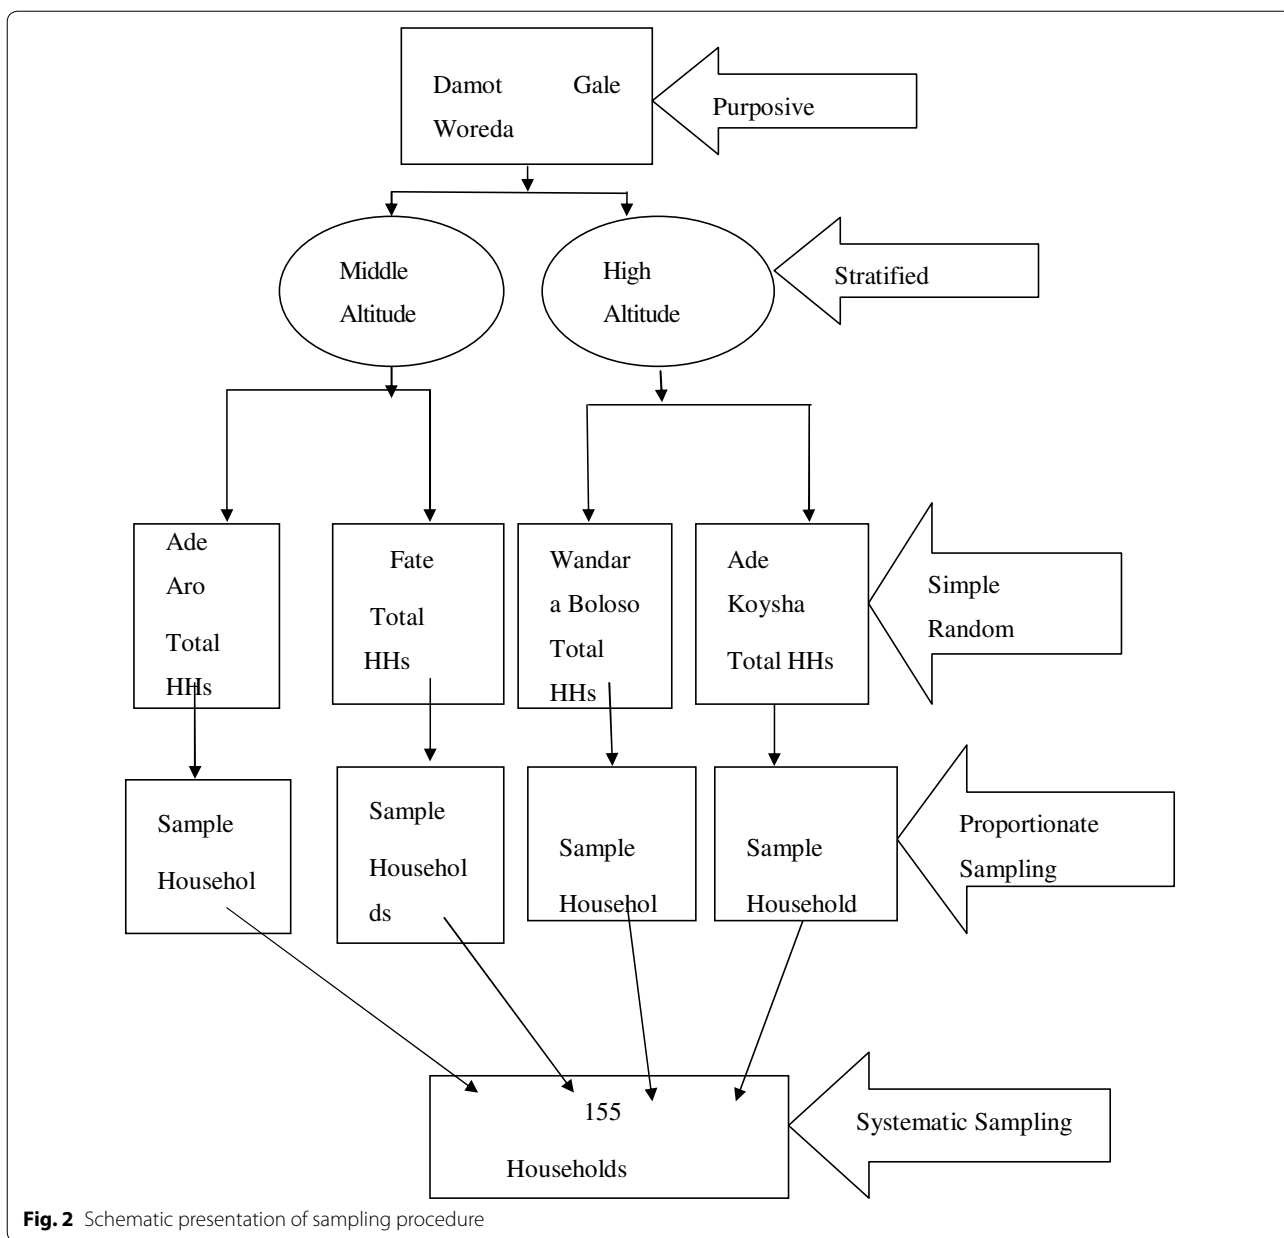 Damot Gale
Woreda
Purposive
Middle
Altitude
High
Altitude
Stratified
Ade
Aro
Total
HHs
Fate
Total
HHs
Wandar
a Boloso
Total
HHs
Ade
Koysha
Total HHs
Simple
Random
Sample
Househol
Sample
Househol
ds
Sample
Househol
Sample
Household
Proportionate
Sampling
155
Households
Systematic Sampling
Fig. 2 Schematic presentation of sampling procedure